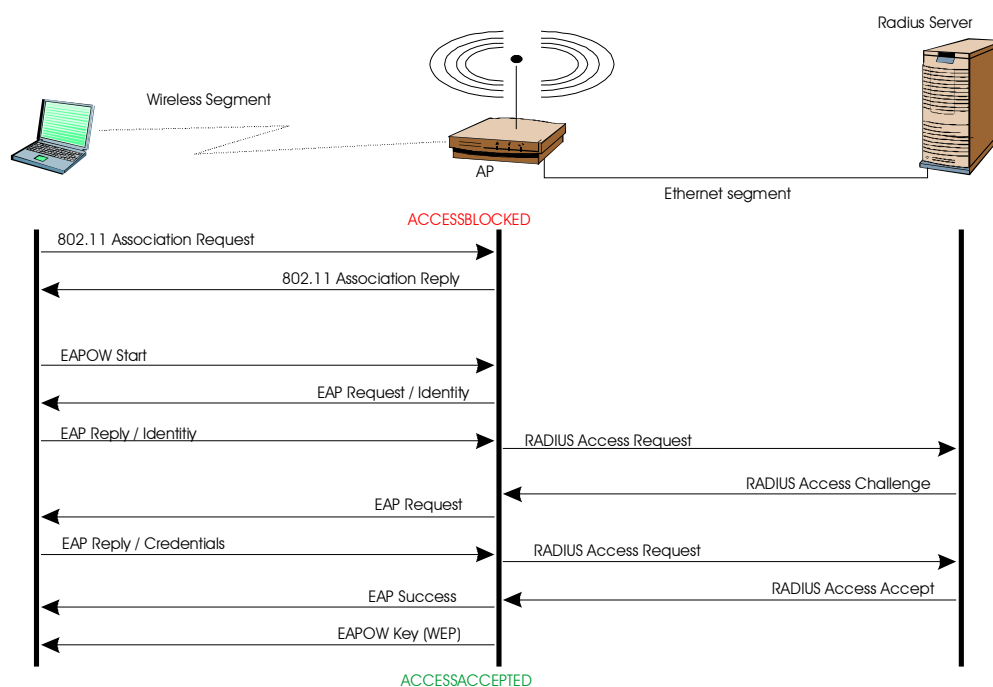 Radius Server
Wireless Segment
AP
Ethernet segment
ACCESSBLOCKED
802.11 Association Request
802.11 Association Reply
EAPOW Start
EAP Request / Identity
EAP Reply / Identitiy
RADIUS Access Request
RADIUS Access Challenge
EAP Request
EAP Reply / Credentials
RADIUS Access Request
RADIUS Access Accept
EAP Success
EAPOW Key (WEP)
ACCESSACCEPTED